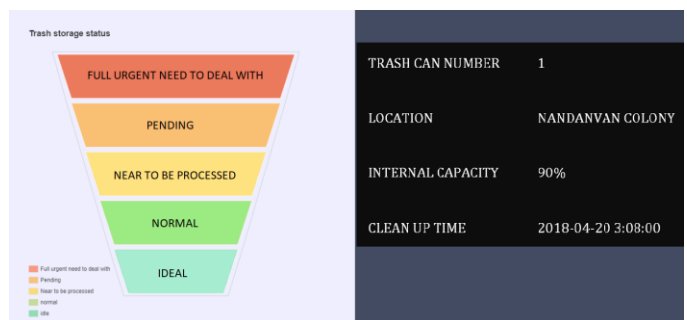 Trash storage status
FULL URGENT NEED TO DEAL WITH
PENDING
NEAR TO BE PROCESSED
NORMAL
IDEAL
Full urgent need to deal with
Pending
Near to be processed
normal
idle
TRASH CAN NUMBER 1
LOCATION NANDANVAN COLONY
INTERNAL CAPACITY 90%
CLEAN UP TIME 2018-04-20 3:08:00